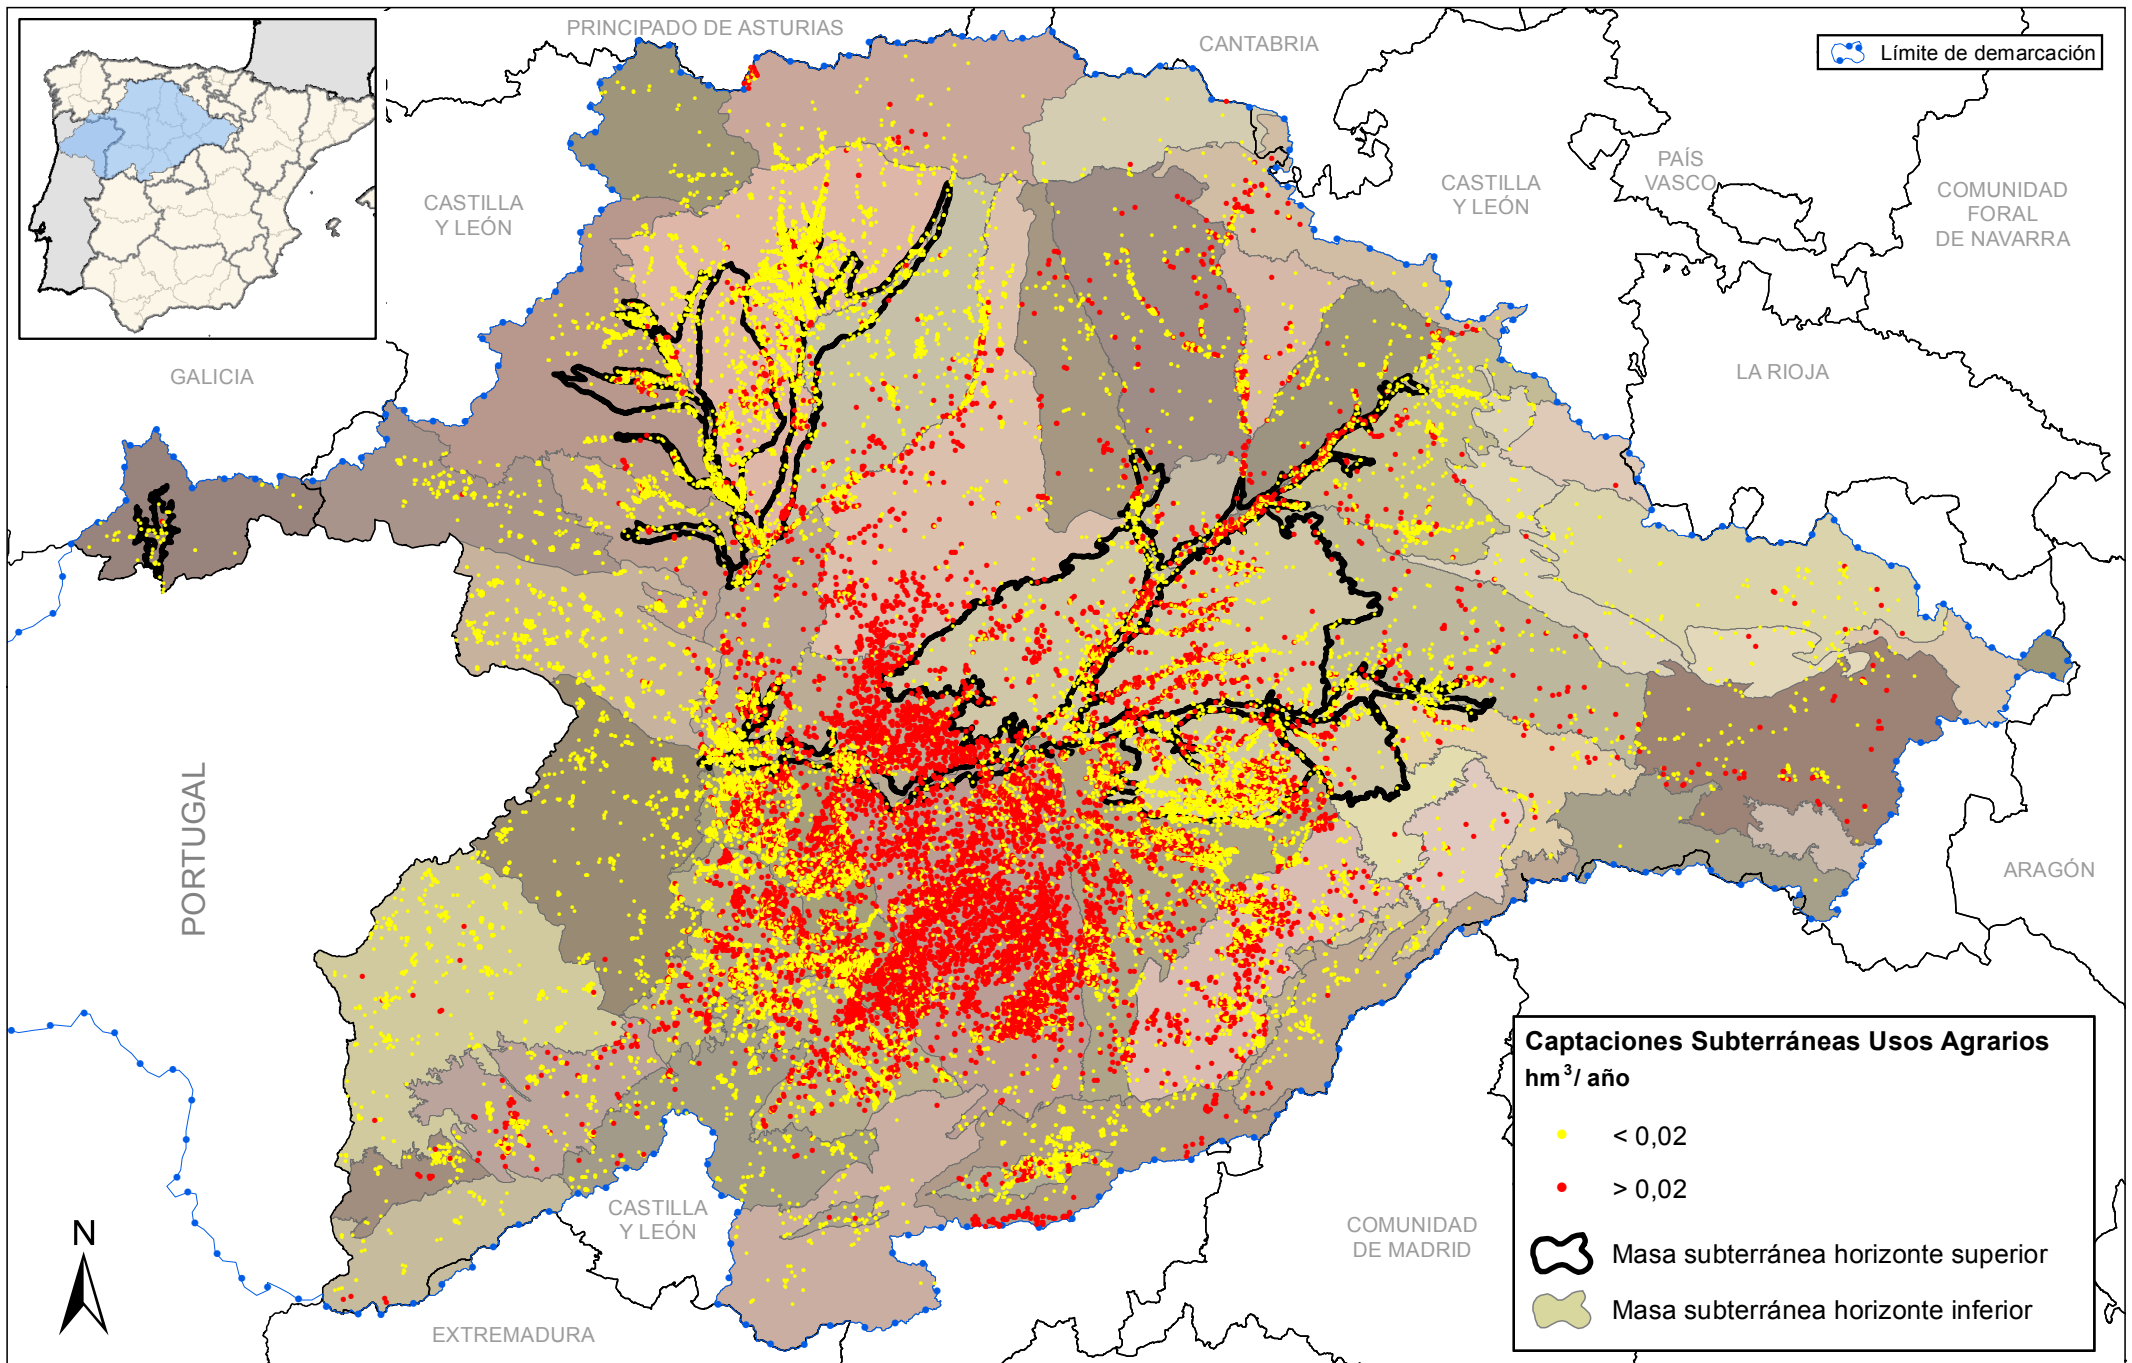 PRINCIPADO DE ASTURIAS
CANTABRIA
Límite de demarcación
CASTILLA
Y LEÓN
CASTILLA
Y LEÓN
PAÍS
VASCO
COMUNIDAD
FORAL
DE NAVARRA
GALICIA
LA RIOJA
PORTUGAL
ARAGÓN
Captaciones Subterráneas Usos Agrarios
hm³/ año
< 0,02
> 0,02
Masa subterránea horizonte superior
Masa subterránea horizonte inferior
CASTILLA
Y LEÓN
COMUNIDAD
DE MADRID
N
EXTREMADURA